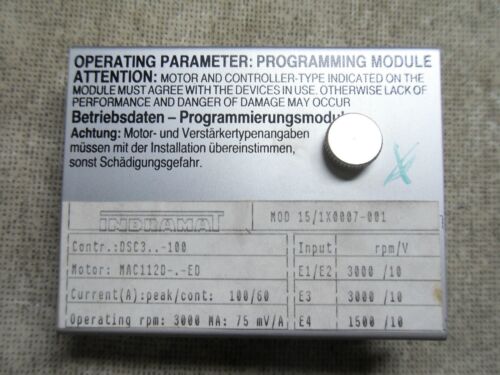 OPERATING PARAMETER: PROGRAMMING MODULE
ATTENTION: MOTOR AND CONTROLLER-TYPE INDICATED ON THE
MODULE MUST AGREE WITH THE DEVICES IN USE. OTHERWISE LACK OF
PERFORMANCE AND DANGER OF DAMAGE MAY OCCUR
Betriebsdaten – Programmierungsmodul
Achtung: Motor- und Verstärkertypenangaben
müssen mit der Installation übereinstimmen,
sonst Schädigungsgefahr.
INDRAMAT MOD 15/1X0007-001
Contr.:DSC3..-100 Input rpm/V
Motor: MAC112D-.-ED E1/E2 3000 /10
Current(A):peak/cont: 100/60 E3 3000 /10
Operating rpm: 3000 MA: 75 mV/A E4 1500 /10